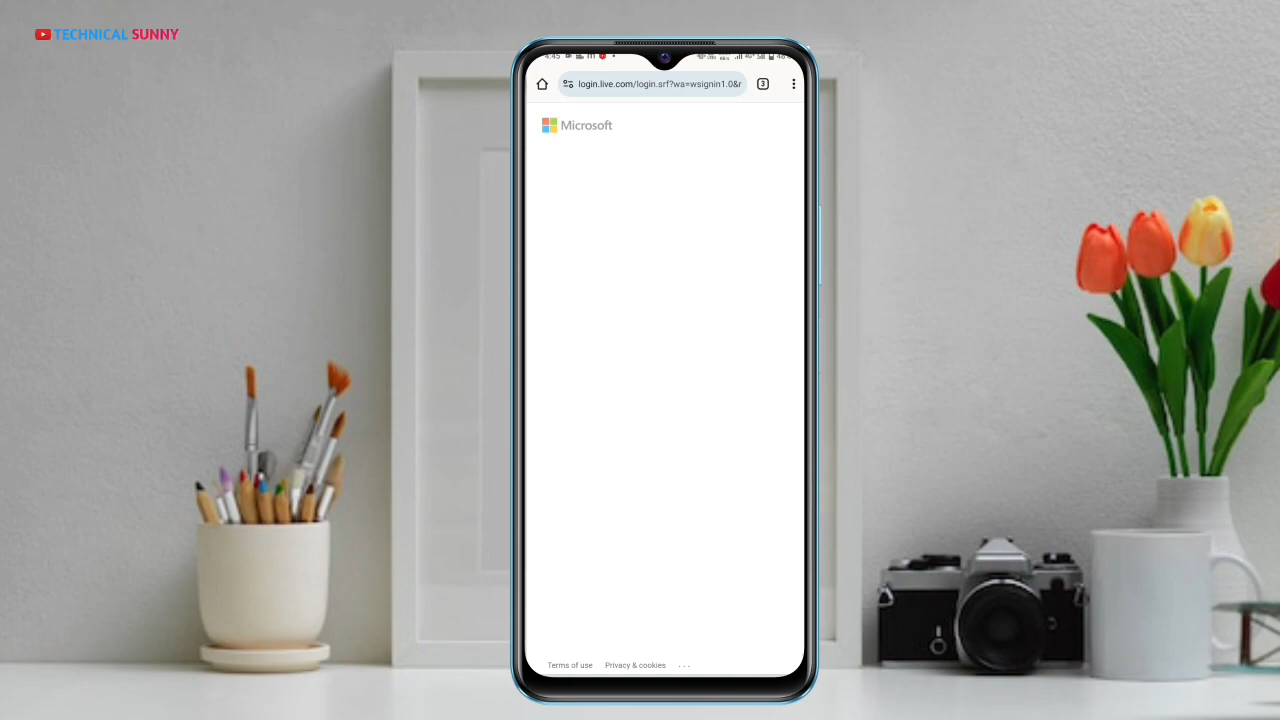 TECHNICAL SUNNY
login.live.com/login.srf?wa=wsignin1.0&r
3
Microsoft
Terms of use
Privacy & cookies
...